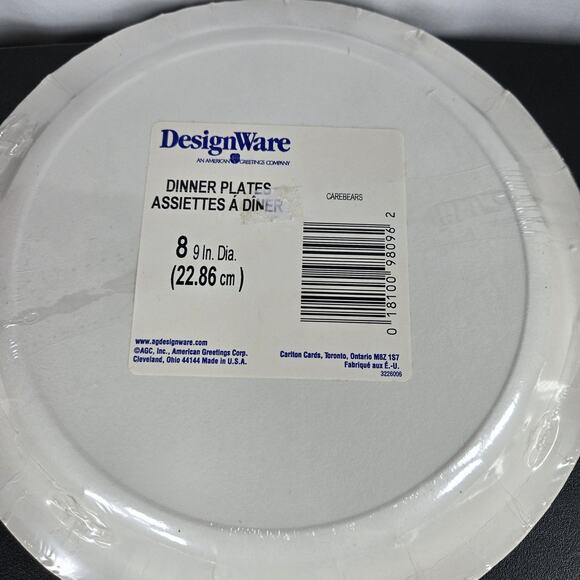 DesignWare
AN AMERICAN GREETINGS COMPANY
DINNER PLATES
ASSIETTES Á DÎNER
CAREBEARS
8 9 In. Dia.
(22.86 cm)
0 18100 98096 2
www.agdesignware.com
©AGC, Inc., American Greetings Corp.
Cleveland, Ohio 44144 Made in U.S.A.
Carlton Cards, Toronto, Ontario M8Z 1S7
Fabriqué aux É.-U.
3226006